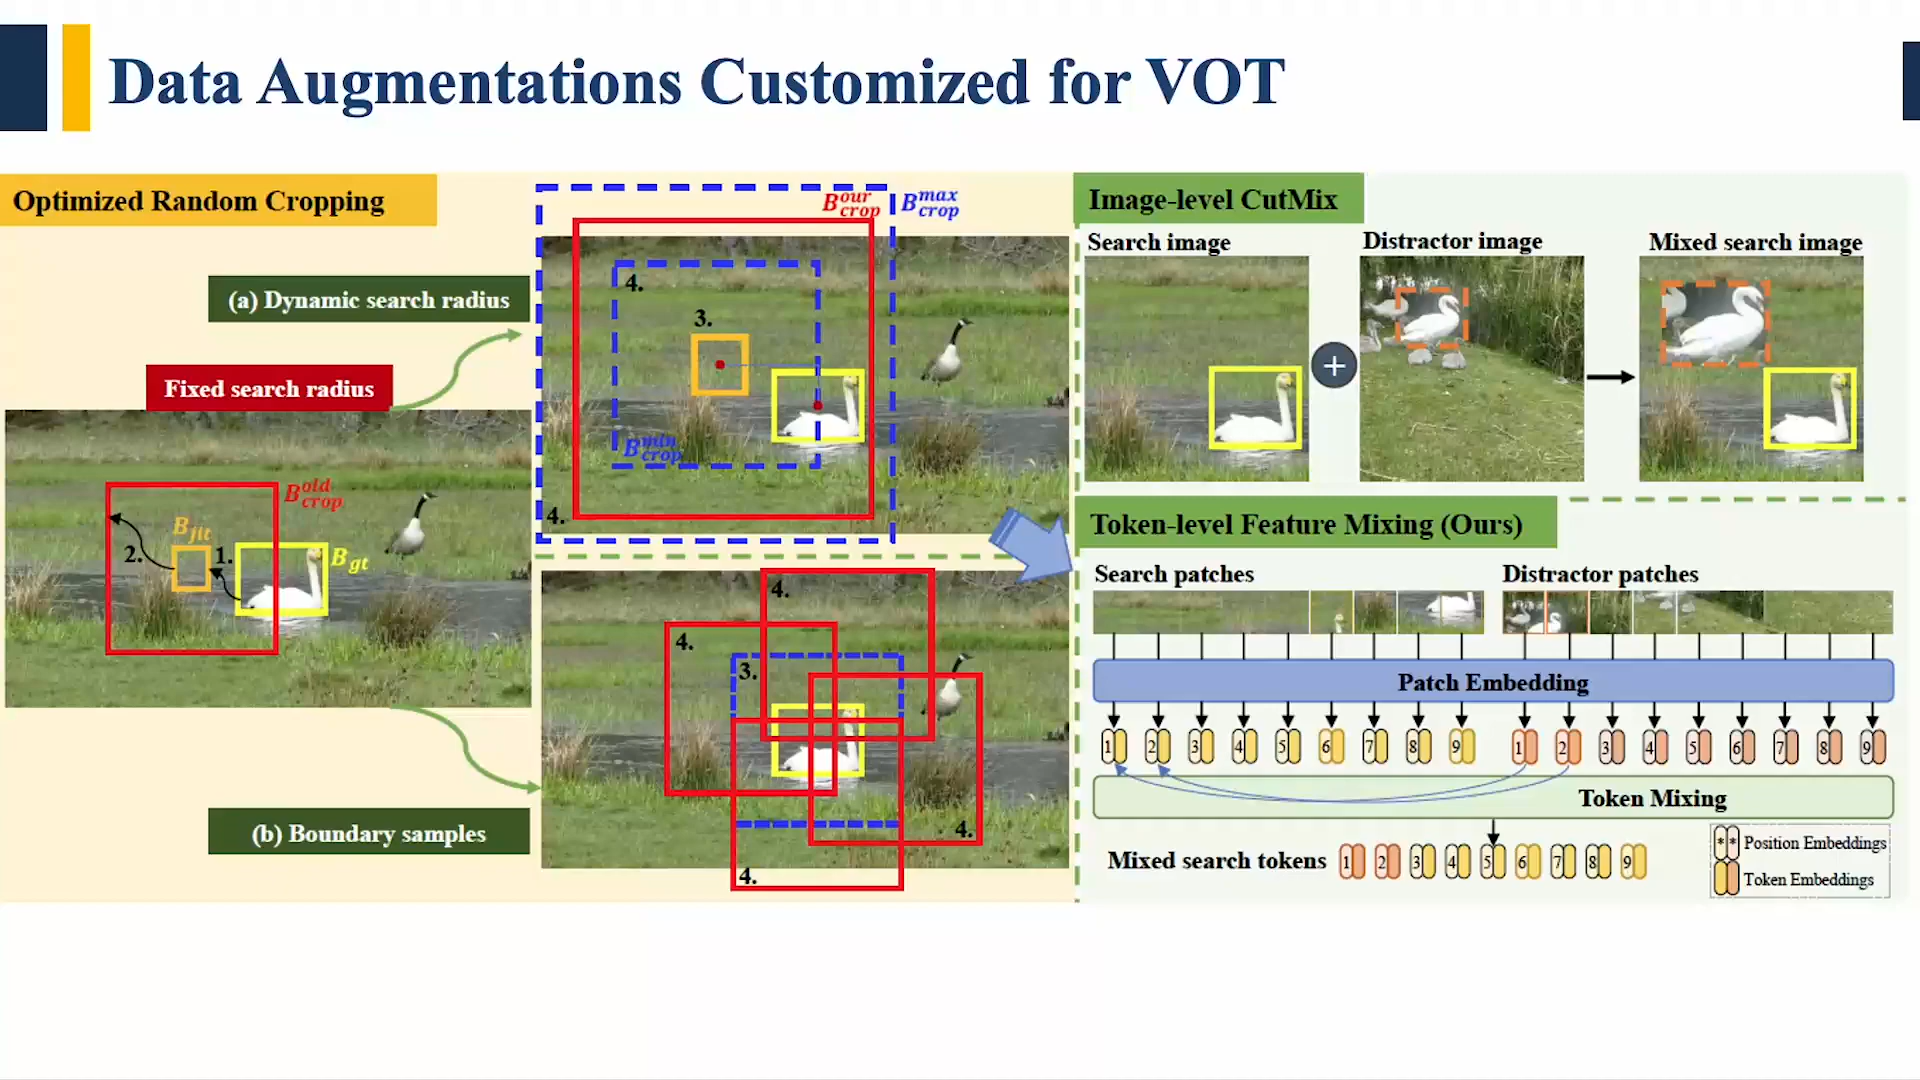 Data Augmentations Customized for VOT
Optimized Random Cropping
(a) Dynamic search radius
Fixed search radius
B_crop^old
B_jit
2.
1.
B_gt
(b) Boundary samples
B_crop^our
B_crop^max
4.
3.
B_crop^min
4.
4.
4.
3.
4.
4.
Image-level CutMix
Search image
Distractor image
Mixed search image
+
Token-level Feature Mixing (Ours)
Search patches
Distractor patches
Patch Embedding
1 2 3 4 5 6 7 8 9 1 2 3 4 5 6 7 8 9
Token Mixing
Mixed search tokens 1 2 3 4 5 6 7 8 9
* * Position Embeddings
Token Embeddings